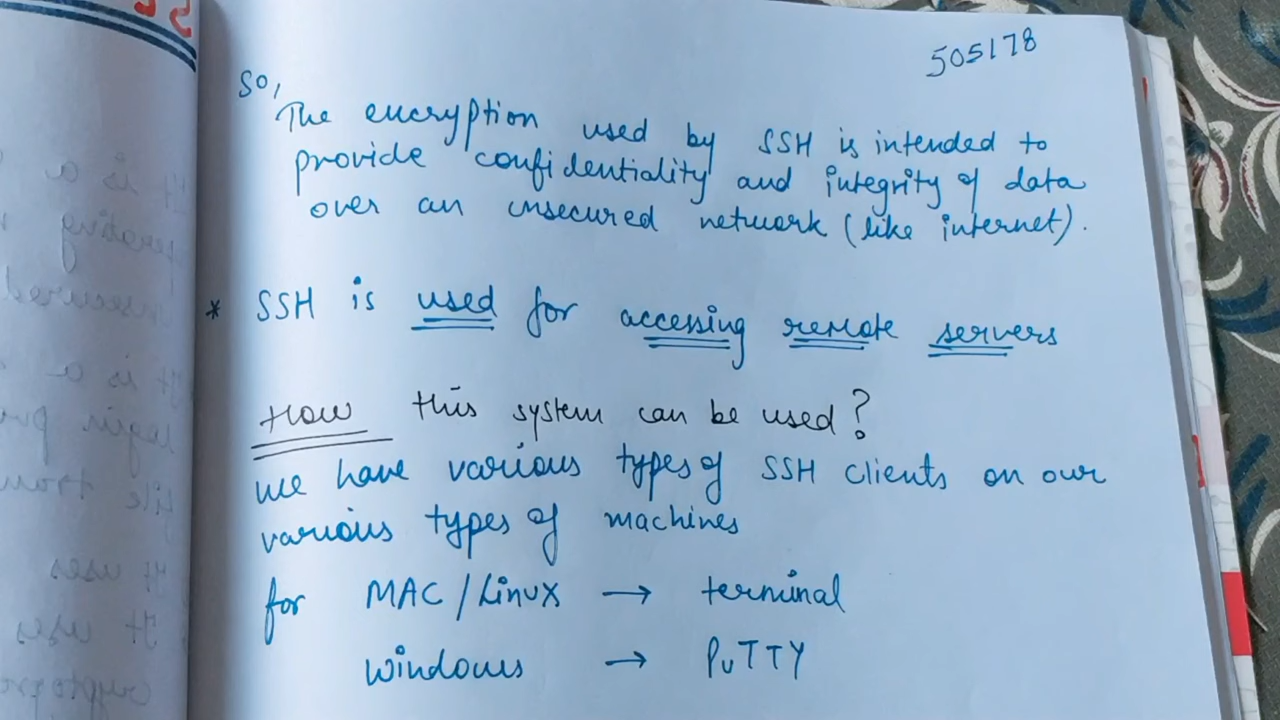 505178
So,
The encryption used by SSH is intended to
provide confidentiality and integrity of data
over an unsecured network (like internet).
* SSH is used for accessing remote servers
How this system can be used?
We have various types of SSH clients on our
various types of machines
for MAC/Linux → terminal
Windows → PuTTY